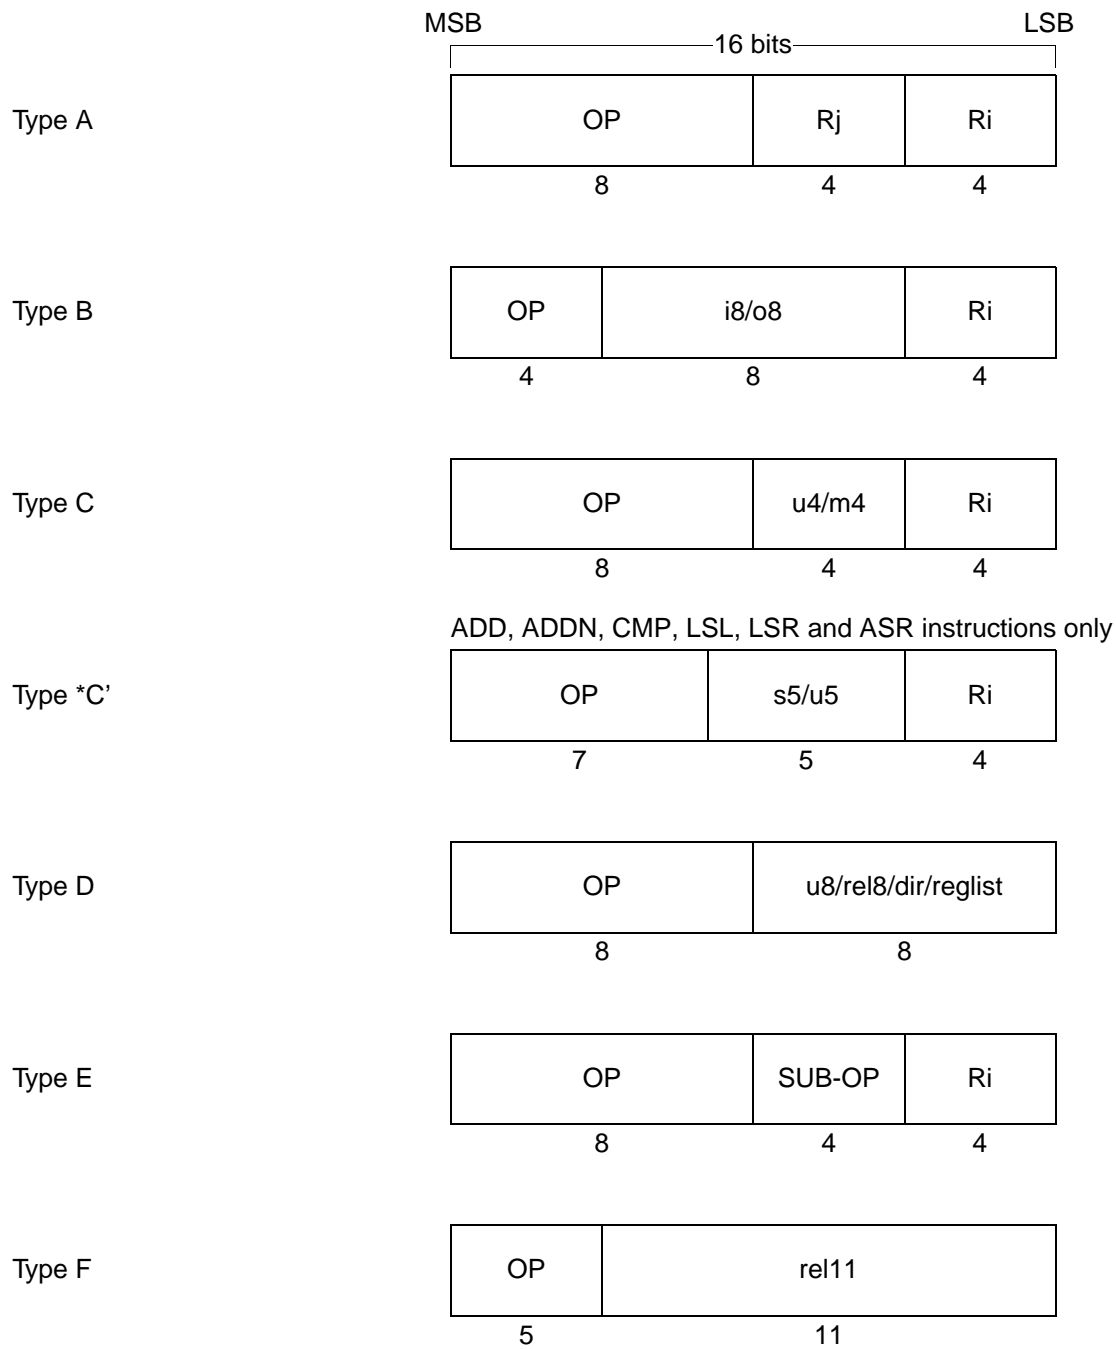 MSB LSB
16 bits
Type A OP Rj Ri
8 4 4
Type B OP i8/o8 Ri
4 8 4
Type C OP u4/m4 Ri
8 4 4
ADD, ADDN, CMP, LSL, LSR and ASR instructions only
Type *C’ OP s5/u5 Ri
7 5 4
Type D OP u8/rel8/dir/reglist
8 8
Type E OP SUB-OP Ri
8 4 4
Type F OP rel11
5 11